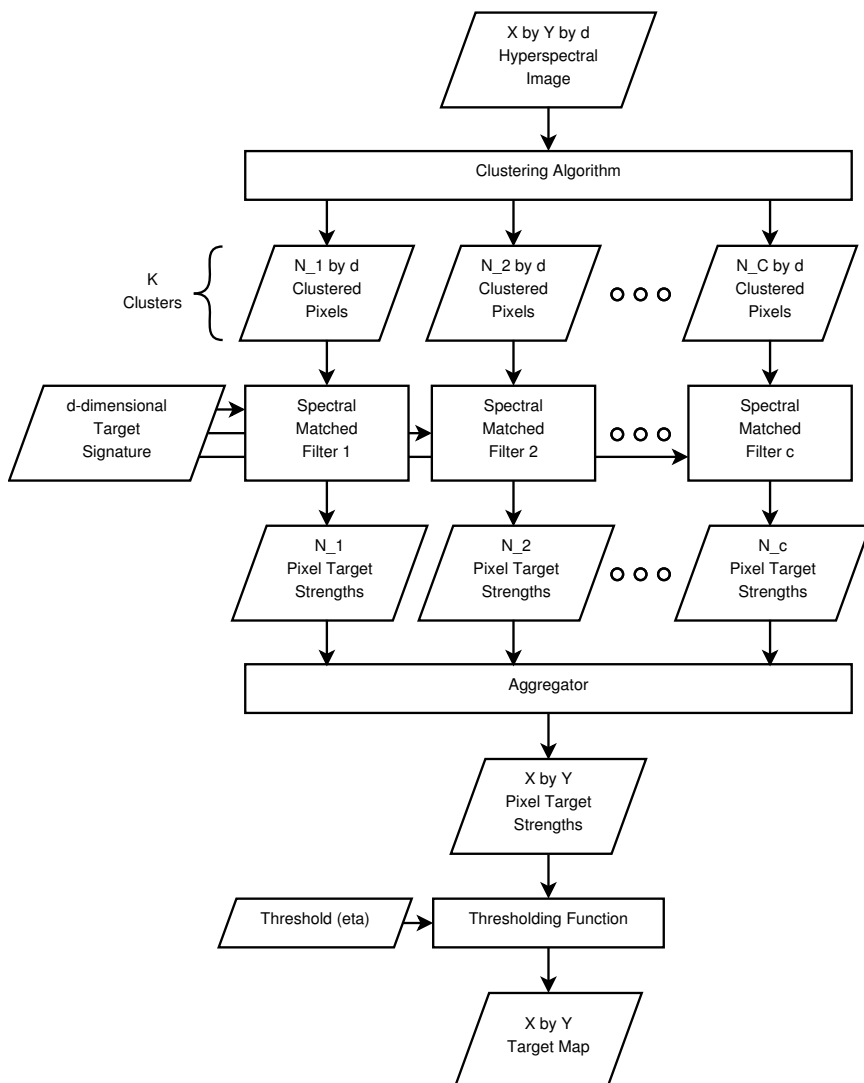 X by Y by d
Hyperspectral
Image
Clustering Algorithm
K
Clusters
N_1 by d
Clustered
Pixels
N_2 by d
Clustered
Pixels
N_C by d
Clustered
Pixels
d-dimensional
Target
Signature
Spectral
Matched
Filter 1
Spectral
Matched
Filter 2
Spectral
Matched
Filter c
N_1
Pixel Target
Strengths
N_2
Pixel Target
Strengths
N_c
Pixel Target
Strengths
Aggregator
X by Y
Pixel Target
Strengths
Threshold (eta)
Thresholding Function
X by Y
Target Map